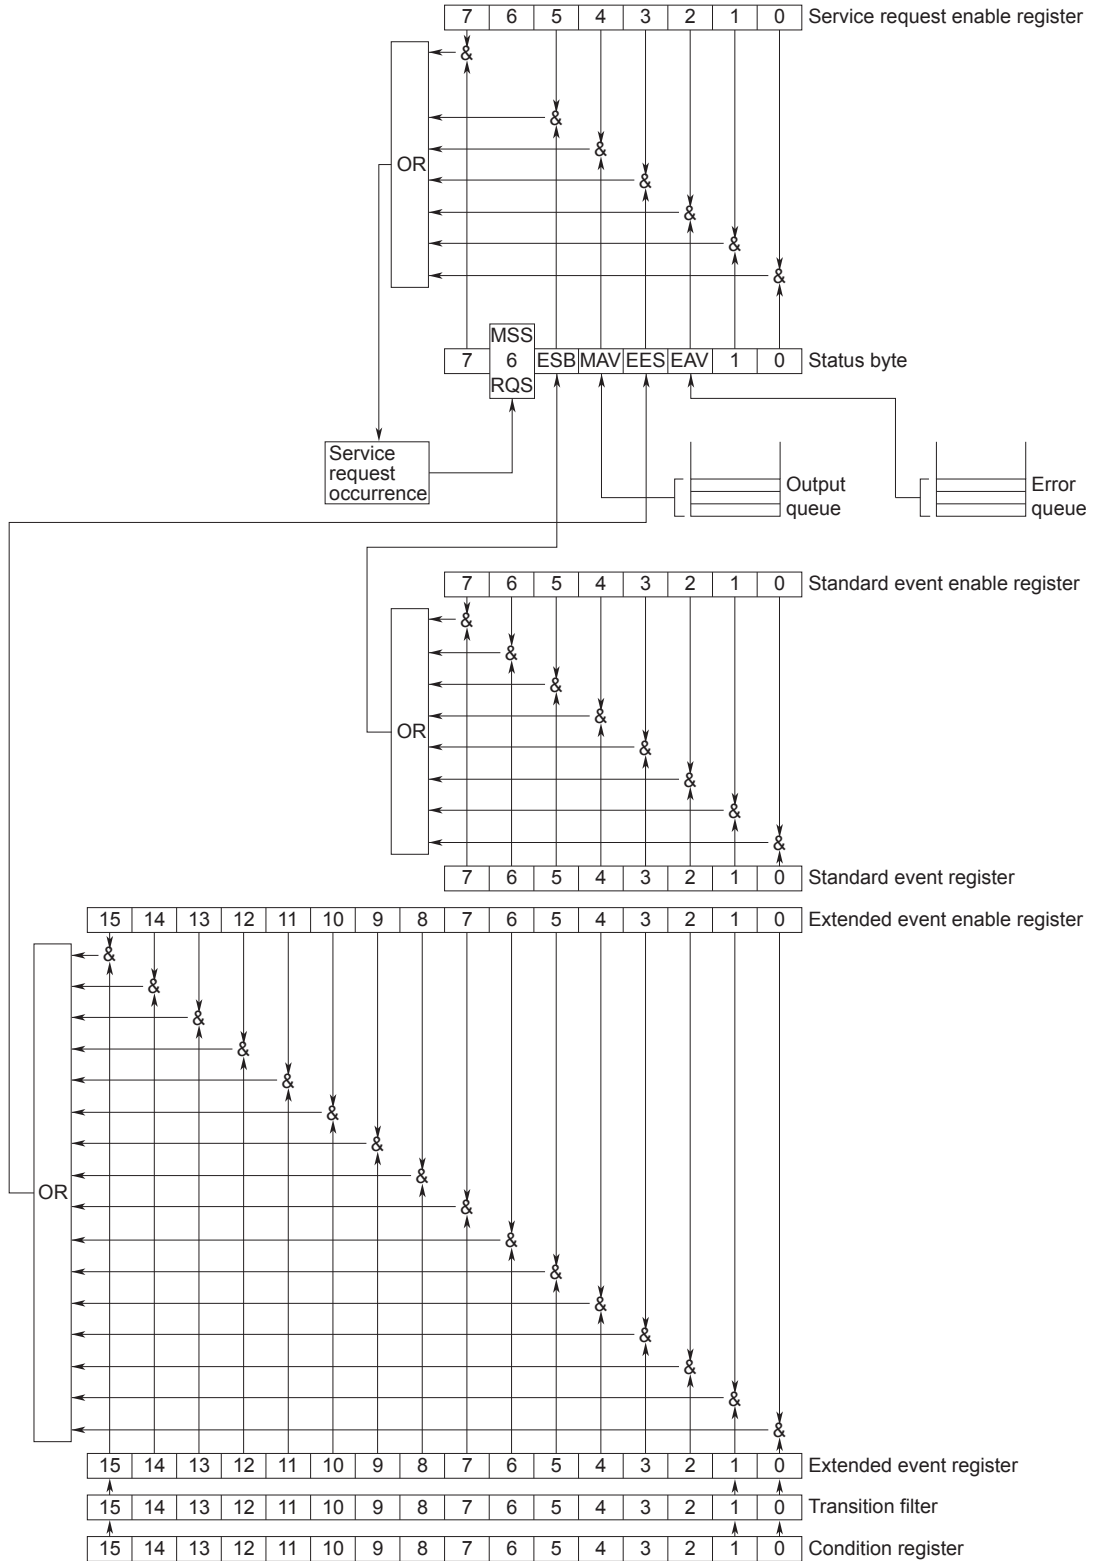 7 6 5 4 3 2 1 0 Service request enable register
&
&
&
OR
&
&
&
&
MSS
7 6 ESB MAV EES EAV 1 0 Status byte
RQS
Service
request
occurrence
Output
queue
Error
queue
7 6 5 4 3 2 1 0 Standard event enable register
&
&
&
&
OR
&
&
&
&
7 6 5 4 3 2 1 0 Standard event register
15 14 13 12 11 10 9 8 7 6 5 4 3 2 1 0 Extended event enable register
&
&
&
&
&
&
&
&
OR
&
&
&
&
&
&
&
&
15 14 13 12 11 10 9 8 7 6 5 4 3 2 1 0 Extended event register
15 14 13 12 11 10 9 8 7 6 5 4 3 2 1 0 Transition filter
15 14 13 12 11 10 9 8 7 6 5 4 3 2 1 0 Condition register